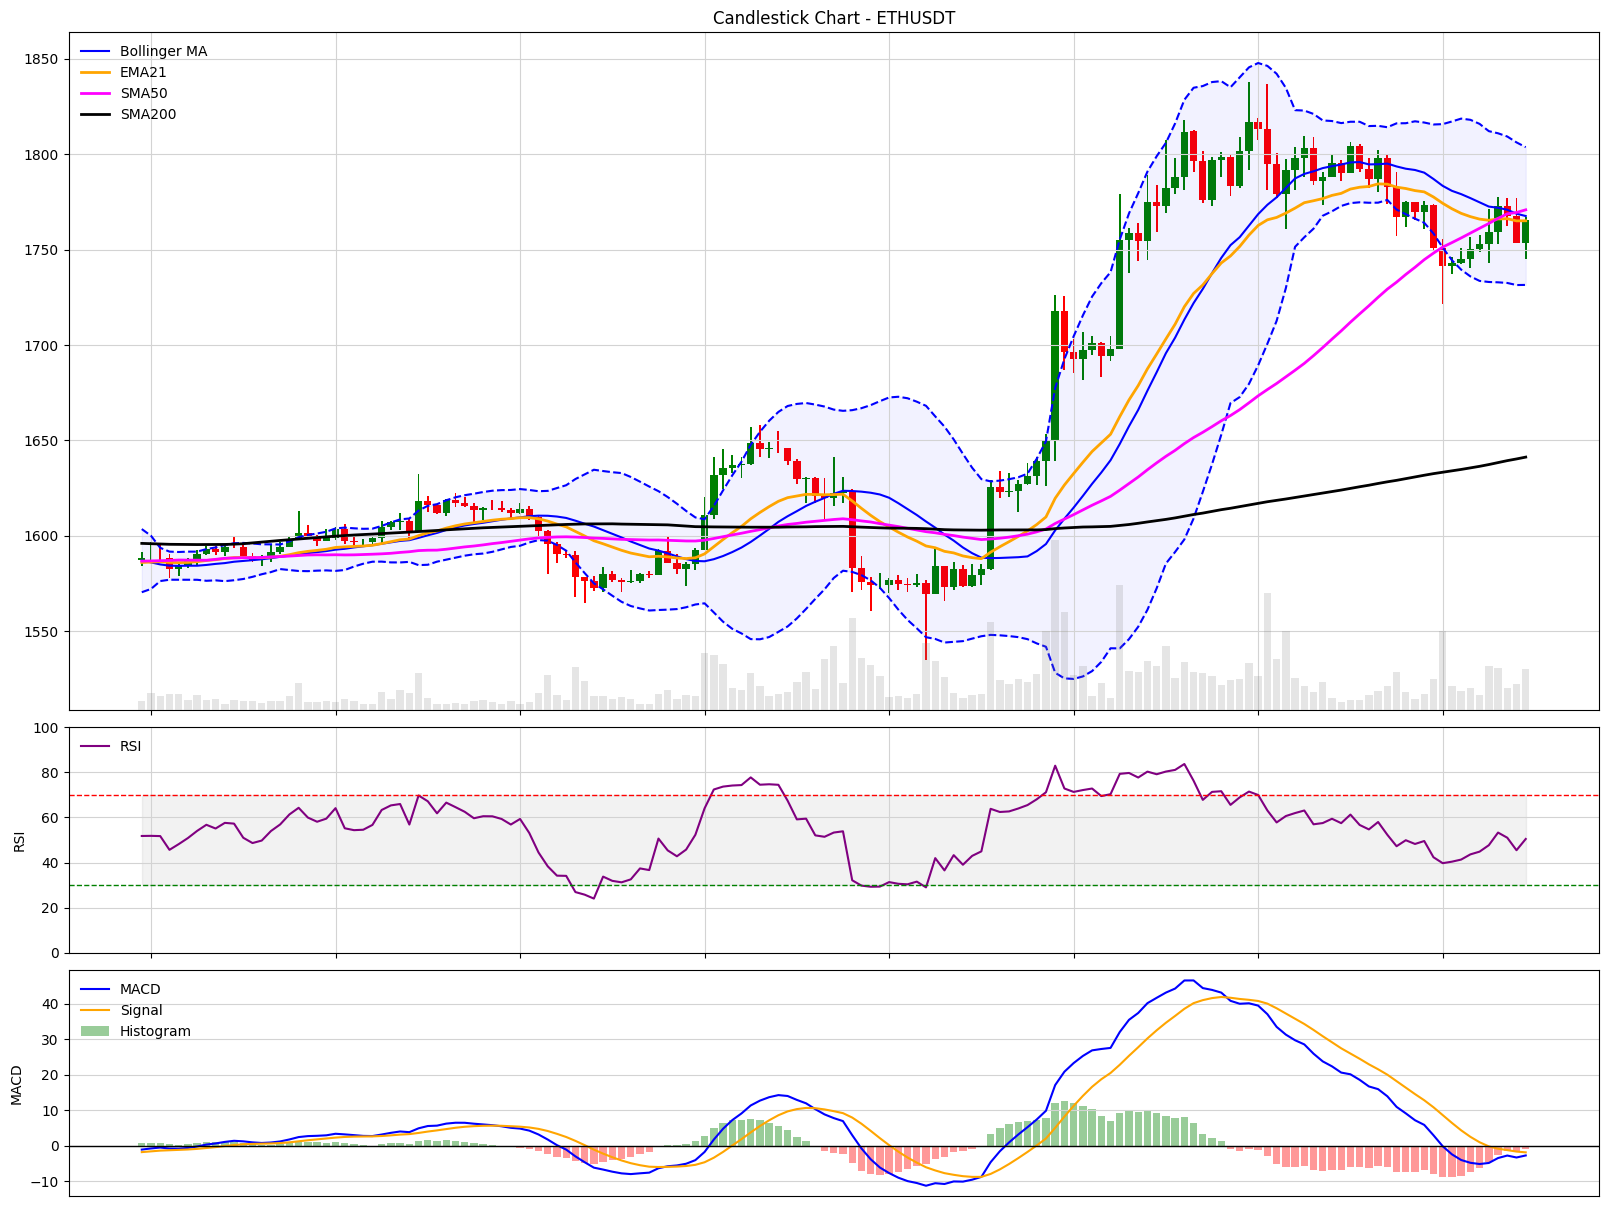 Candlestick Chart - ETHUSDT
Bollinger MA
EMA21
SMA50
SMA200
1850
1800
1750
1700
1650
1600
1550
RSI
100
80
60
40
20
0
RSI
MACD
Signal
Histogram
40
30
20
10
0
−10
MACD